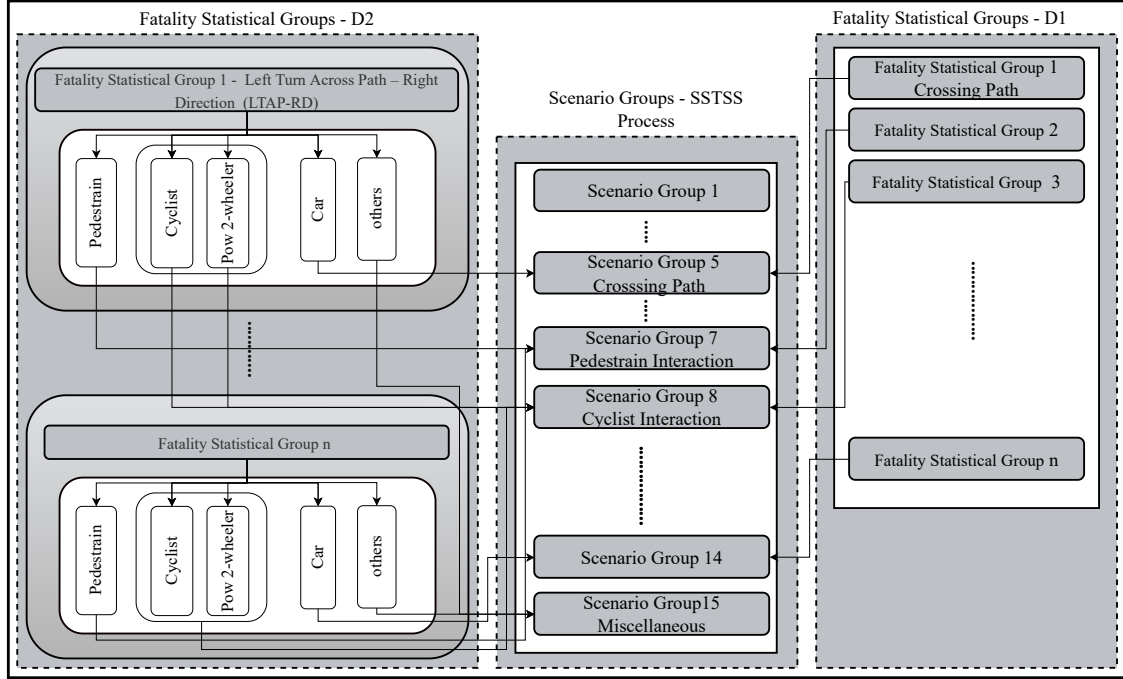 Fatality Statistical Groups - D2
Fatality Statistical Group 1 - Left Turn Across Path – Right
Direction (LTAP-RD)
Pedestrain
Cyclist
Pow 2-wheeler
Car
others
Fatality Statistical Group n
Pedestrain
Cyclist
Pow 2-wheeler
Car
others
Scenario Groups - SSTSS
Process
Scenario Group 1
Scenario Group 5
Crosssing Path
Scenario Group 7
Pedestrain Interaction
Scenario Group 8
Cyclist Interaction
Scenario Group 14
Scenario Group15
Miscellaneous
Fatality Statistical Groups - D1
Fatality Statistical Group 1
Crossing Path
Fatality Statistical Group 2
Fatality Statistical Group 3
Fatality Statistical Group n